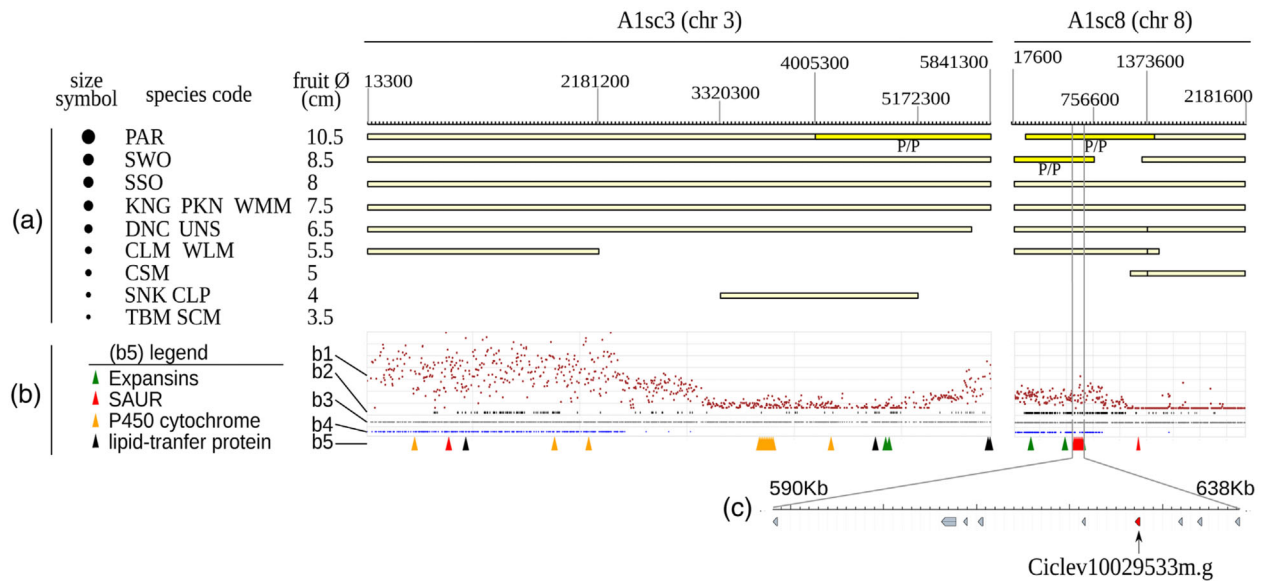 A1sc3 (chr 3) A1sc8 (chr 8)
4005300 5841300 17600 1373600
size species code fruit Ø 13300 2181200 3320300 5172300 756600 2181600
symbol (cm)
(a)
PAR 10.5
P/P P/P
SWO 8.5
P/P
SSO 8
KNG PKN WMM 7.5
DNC UNS 6.5
CLM WLM 5.5
CSM 5
SNK CLP 4
TBM SCM 3.5
(b)
(b5) legend
Expansins
SAUR
P450 cytochrome
lipid-tranfer protein
b1
b2
b3
b4
b5
(c)
590Kb 638Kb
Ciclev10029533m.g